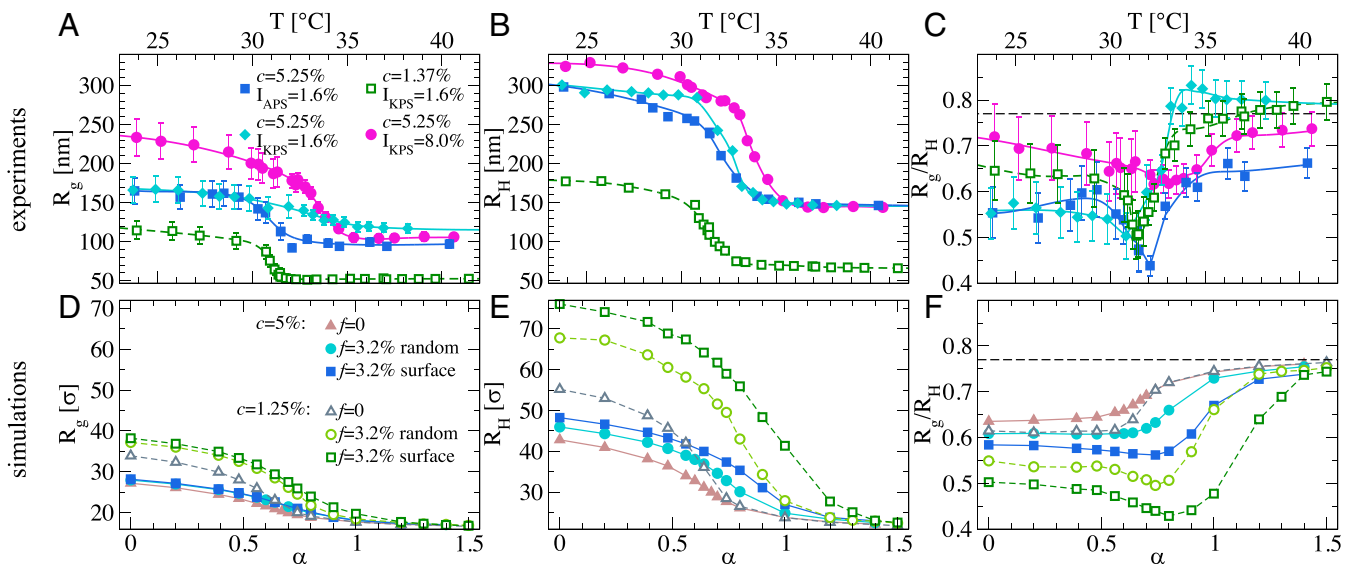 A T [°C] B T [°C] C T [°C]
25 30 35 40 25 30 35 40 25 30 35 40
experiments
R_g [nm]
300
250
200
150
100
50
c=5.25%
I_APS=1.6%
c=1.37%
I_KPS=1.6%
c=5.25%
I_KPS=1.6%
c=5.25%
I_KPS=8.0%
R_H [nm]
300
250
200
150
100
50
R_g/R_H
0.8
0.7
0.6
0.5
0.4
simulations
D E F
R_g [σ]
70
60
50
40
30
20
c=5%: f=0
f=3.2% random
f=3.2% surface
c=1.25%: f=0
f=3.2% random
f=3.2% surface
0 0.5 1 1.5
α
R_H [σ]
70
60
50
40
30
0 0.5 1 1.5
α
R_g/R_H
0.8
0.7
0.6
0.5
0.4
0 0.5 1 1.5
α